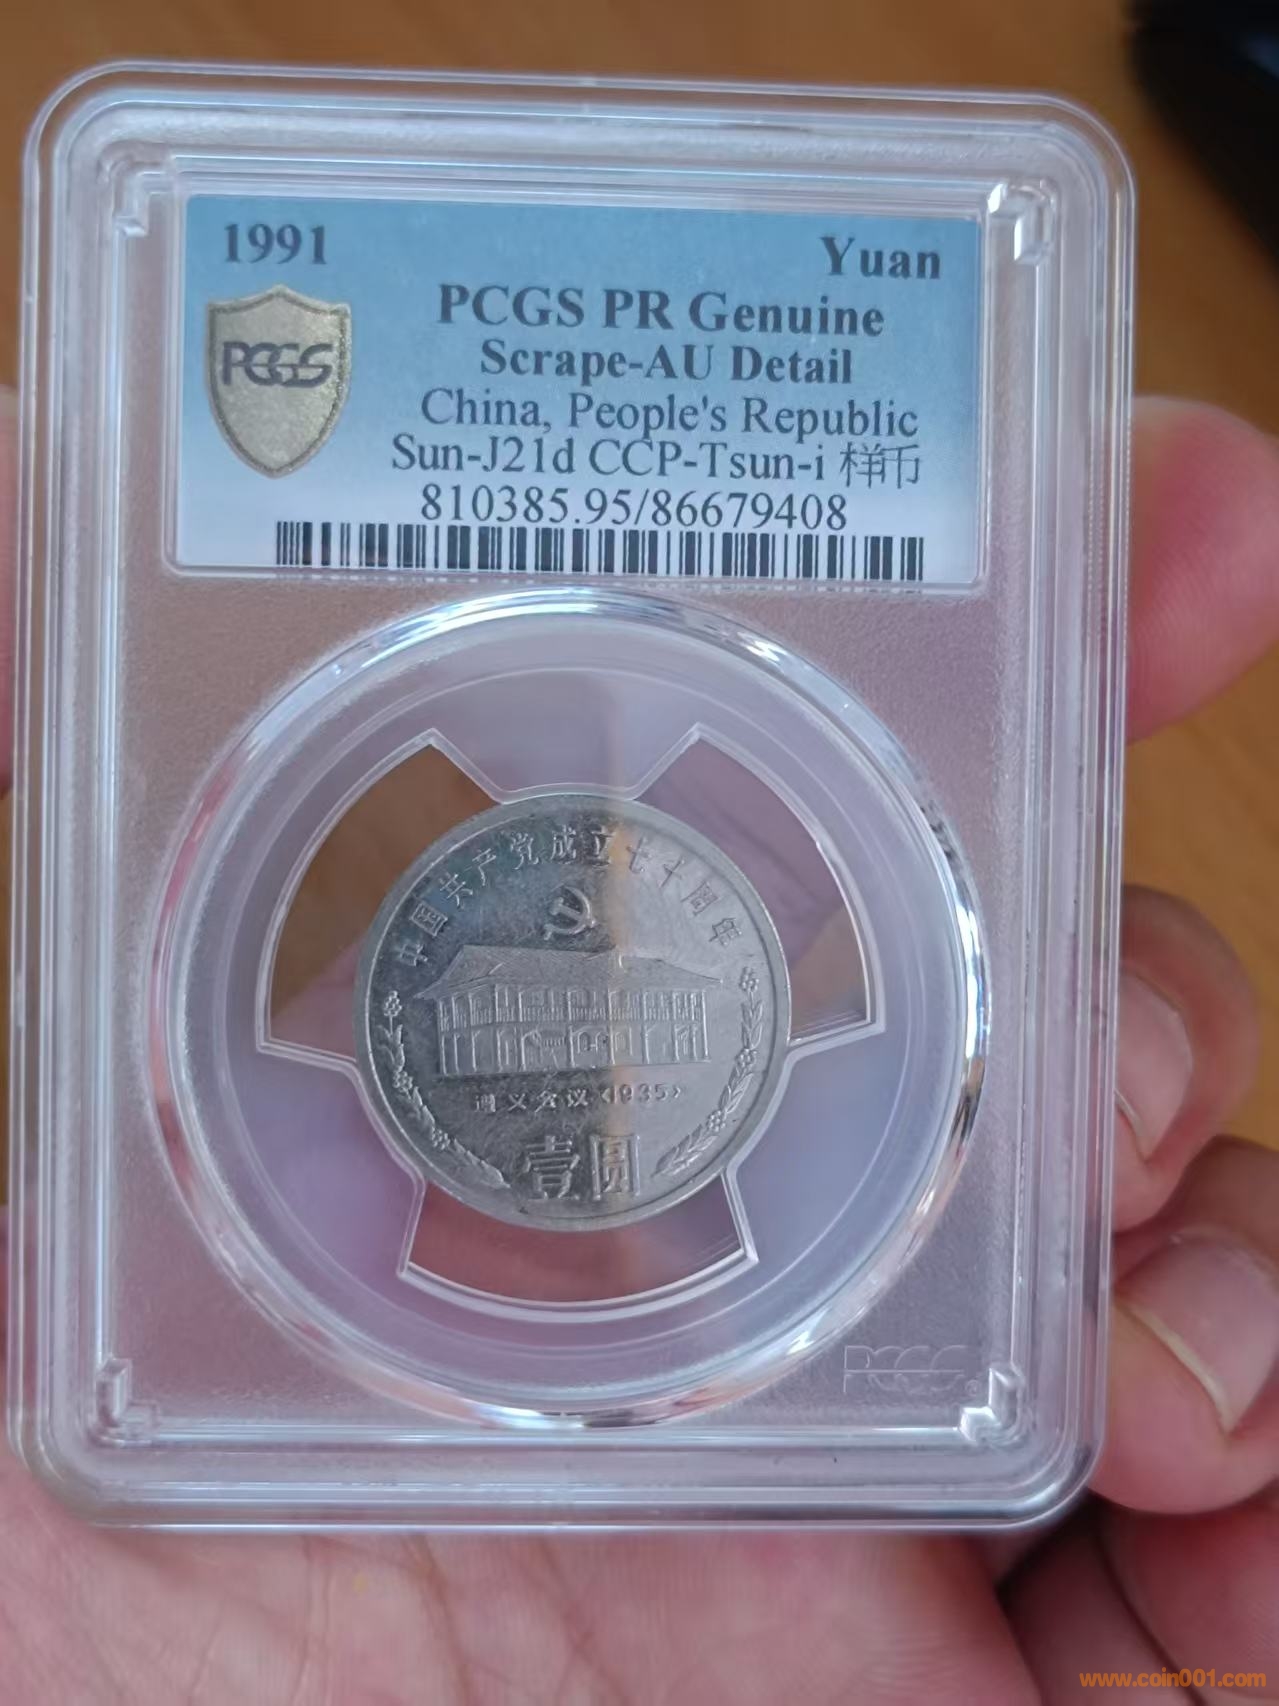 1991
Yuan
PCGS PR Genuine
PCGS
Scrape-AU Detail
China, People's Republic
Sun-J21d CCP-Tsun-i 样币
810385.95/86679408
中国共产党成立七十周年
遵义会议<1935>
壹圆
PCGS
www.coin001.com